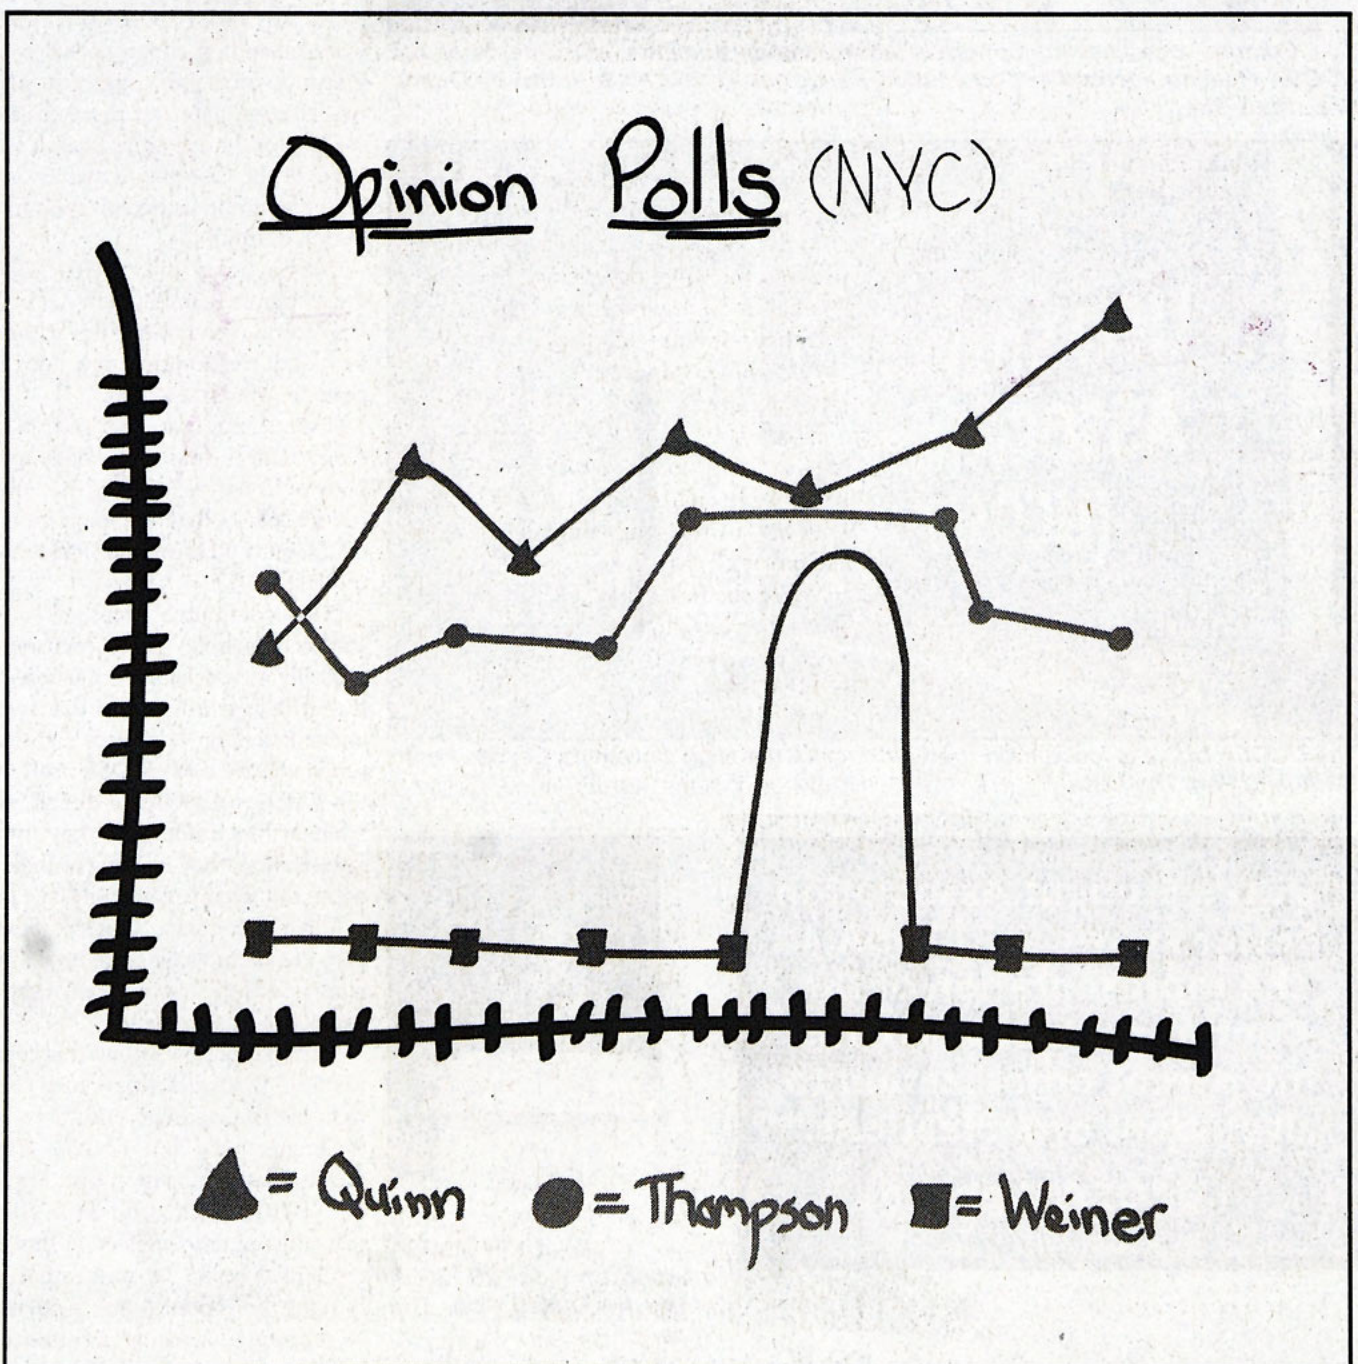 Opinion Polls (NYC)
▲ = Quinn ● = Thompson ■ = Weiner